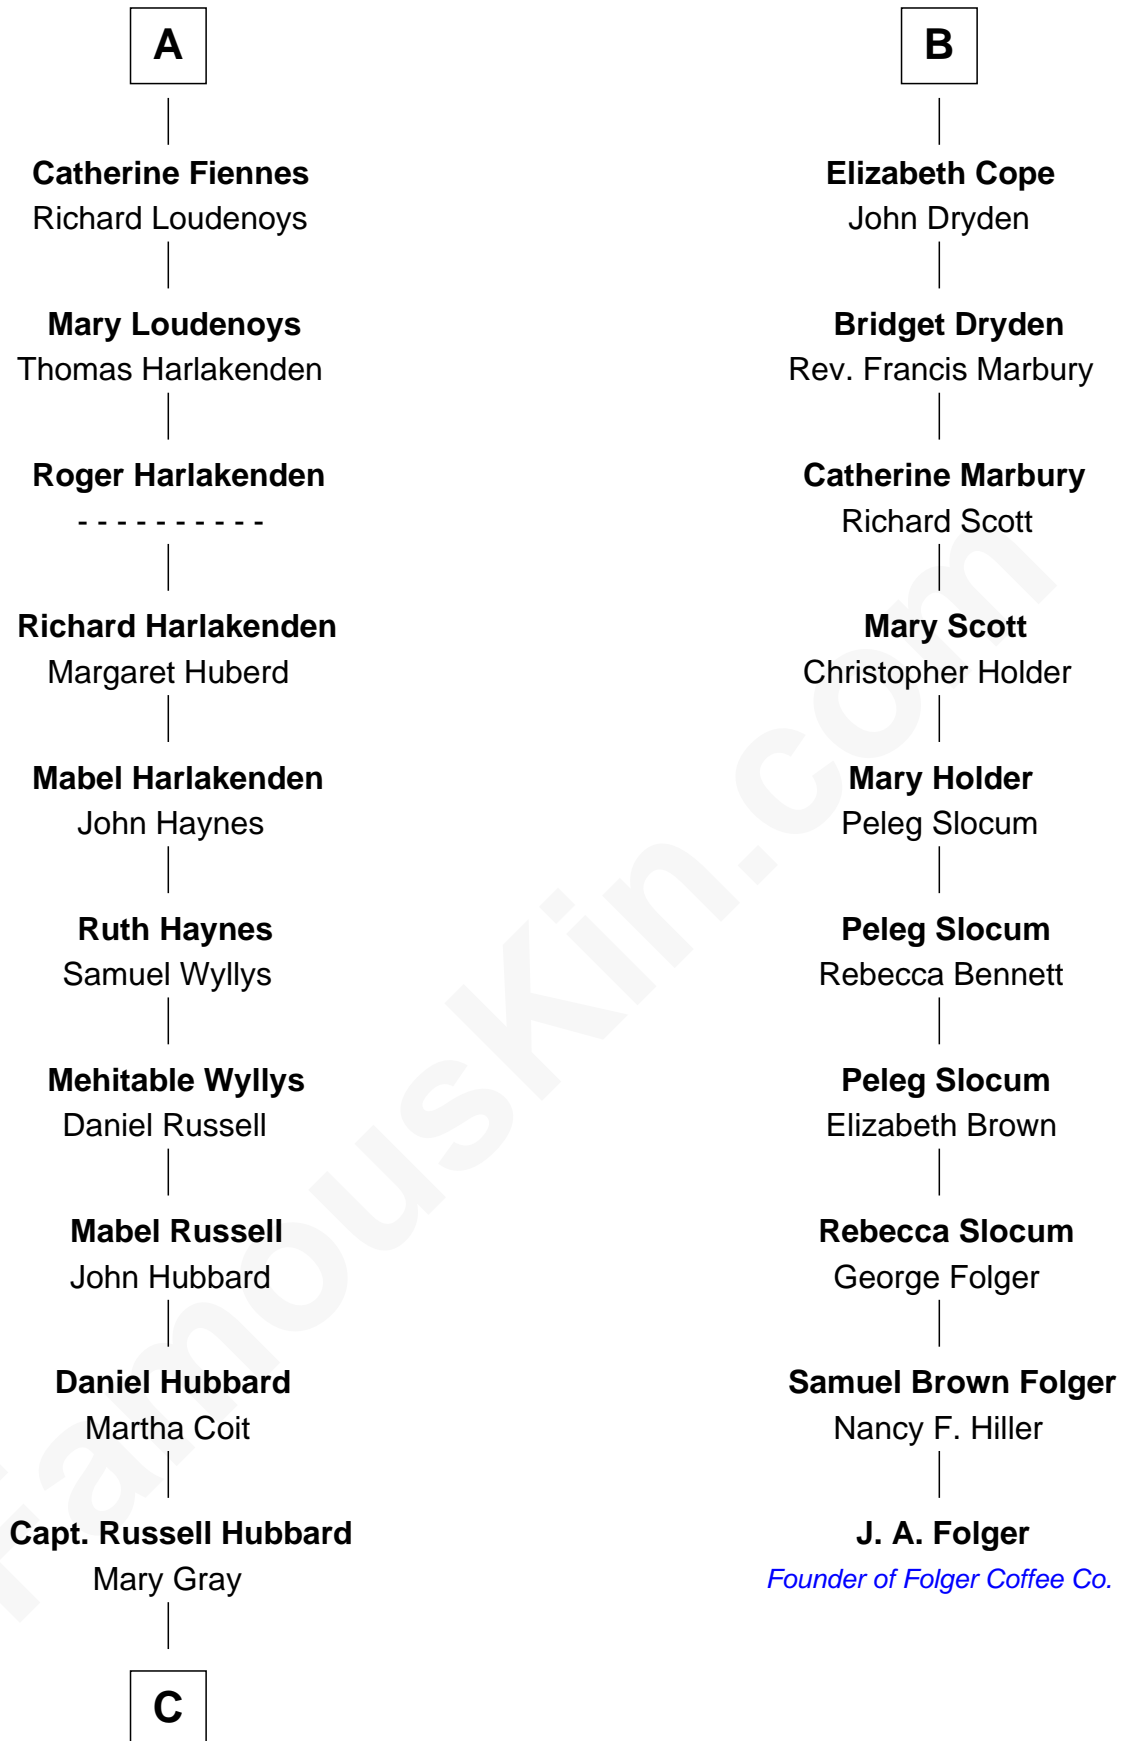 A
Catherine Fiennes
Richard Loudenoys
Mary Loudenoys
Thomas Harlakenden
Roger Harlakenden
- - - - - - - - - -
Richard Harlakenden
Margaret Huberd
Mabel Harlakenden
John Haynes
Ruth Haynes
Samuel Wyllys
Mehitable Wyllys
Daniel Russell
Mabel Russell
John Hubbard
Daniel Hubbard
Martha Coit
Capt. Russell Hubbard
Mary Gray
C
B
Elizabeth Cope
John Dryden
Bridget Dryden
Rev. Francis Marbury
Catherine Marbury
Richard Scott
Mary Scott
Christopher Holder
Mary Holder
Peleg Slocum
Peleg Slocum
Rebecca Bennett
Peleg Slocum
Elizabeth Brown
Rebecca Slocum
George Folger
Samuel Brown Folger
Nancy F. Hiller
J. A. Folger
Founder of Folger Coffee Co.
FamousKin.com